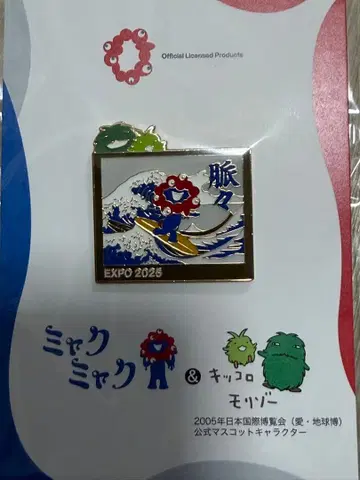 Official Licensed Products
脈々
EXPO 2025
ミャク
ミャク
&
キッコロ
モリゾー
2005年日本国際博覧会（愛・地球博）
公式マスコットキャラクター